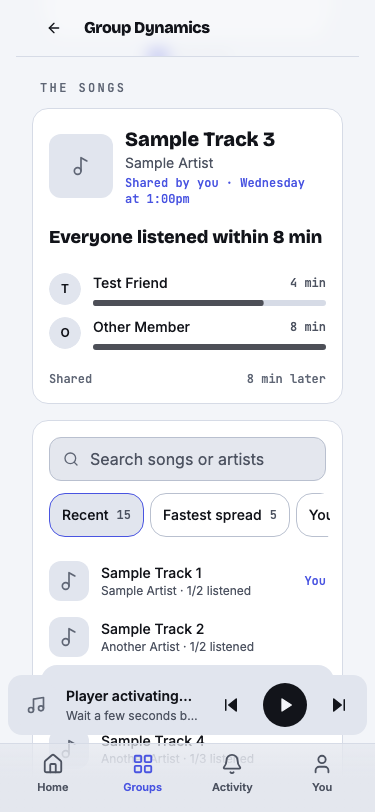 Group Dynamics
THE SONGS
Sample Track 3
Sample Artist
Shared by you · Wednesday
at 1:00pm
Everyone listened within 8 min
T
Test Friend
4 min
O
Other Member
8 min
Shared
8 min later
Search songs or artists
Recent 15
Fastest spread 5
You
Sample Track 1
Sample Artist · 1/2 listened
You
Sample Track 2
Another Artist · 1/2 listened
Player activating...
Wait a few seconds b...
Sample Track 4
Another Artist · 1/3 listened
Home
Groups
Activity
You